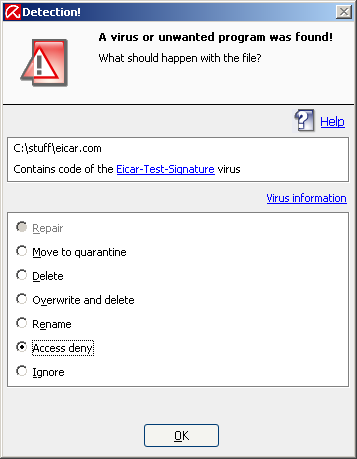 Detection!
A virus or unwanted program was found!
What should happen with the file?
Help
C:\stuff\eicar.com
Contains code of the Eicar-Test-Signature virus
Virus information
Repair
Move to quarantine
Delete
Overwrite and delete
Rename
Access deny
Ignore
OK